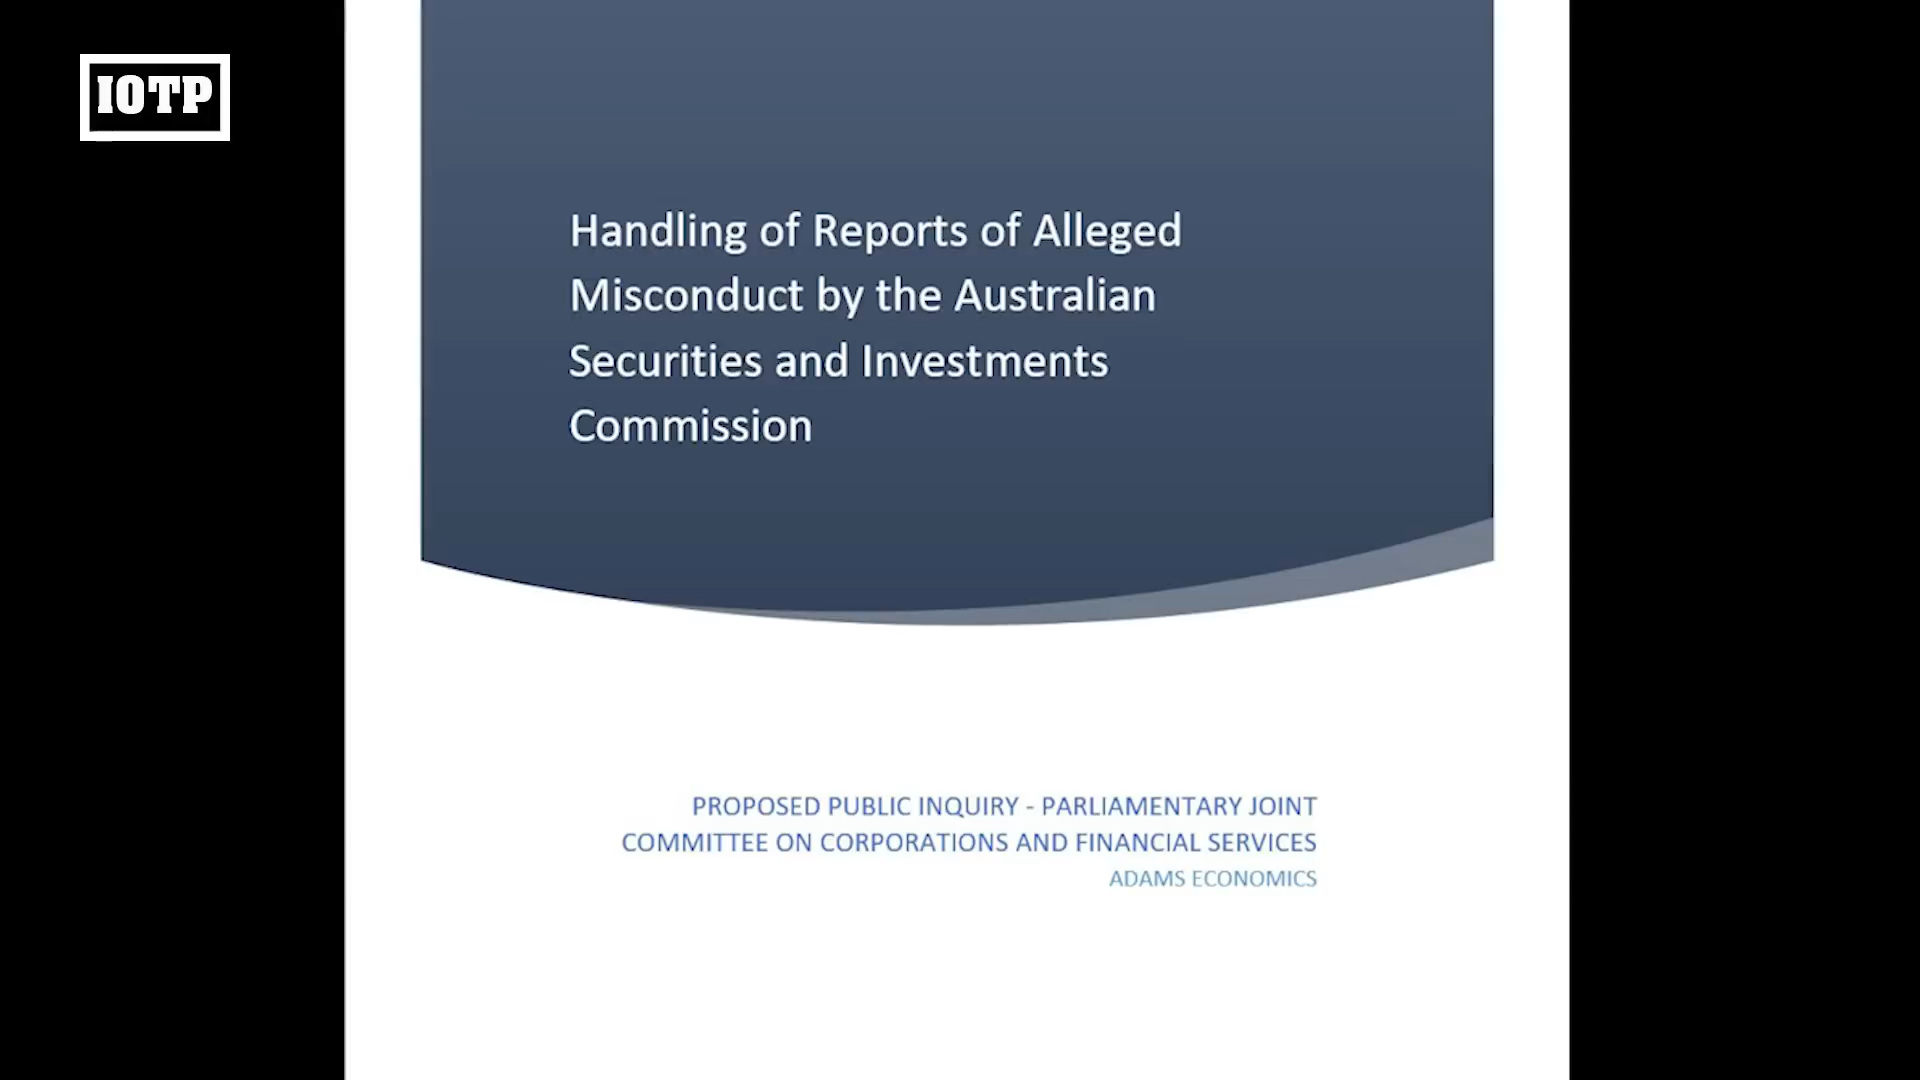 IOTP
Handling of Reports of Alleged
Misconduct by the Australian
Securities and Investments
Commission
PROPOSED PUBLIC INQUIRY - PARLIAMENTARY JOINT
COMMITTEE ON CORPORATIONS AND FINANCIAL SERVICES
ADAMS ECONOMICS